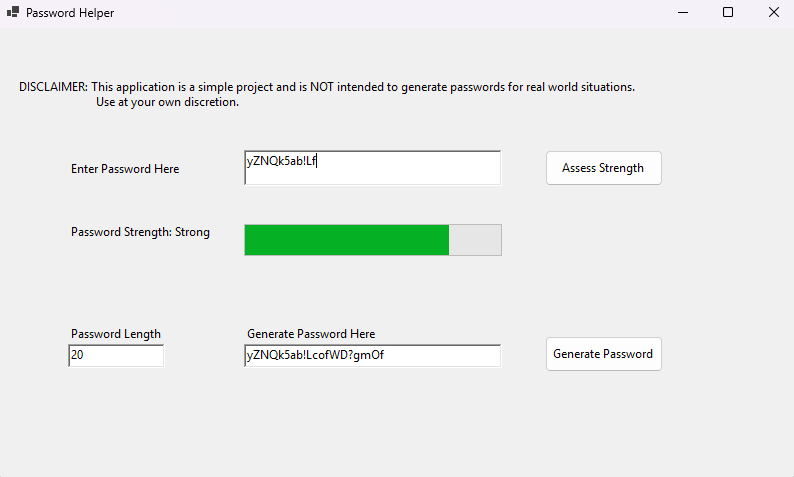 Password Helper
DISCLAIMER: This application is a simple project and is NOT intended to generate passwords for real world situations.
Use at your own discretion.
Enter Password Here
yZNQk5ab!Lf
Assess Strength
Password Strength: Strong
Password Length
Generate Password Here
20
yZNQk5ab!LcofWD?gmOf
Generate Password